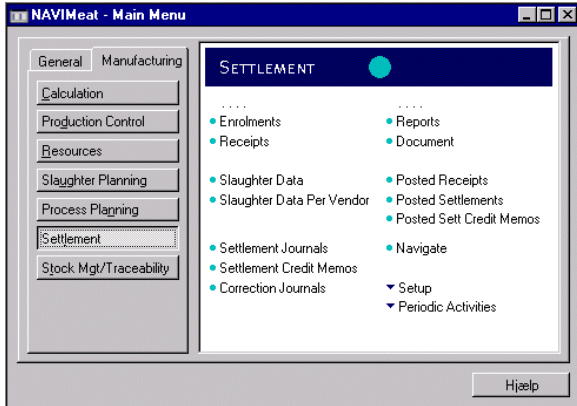 NAVIMeat - Main Menu
General Manufacturing
Calculation
Production Control
Resources
Slaughter Planning
Process Planning
Settlement
Stock Mgt/Traceability
SETTLEMENT
. . . .
Enrolments
Receipts
Slaughter Data
Slaughter Data Per Vendor
Settlement Journals
Settlement Credit Memos
Correction Journals
. . . .
Reports
Document
Posted Receipts
Posted Settlements
Posted Sett Credit Memos
Navigate
Setup
Periodic Activities
Hjælp